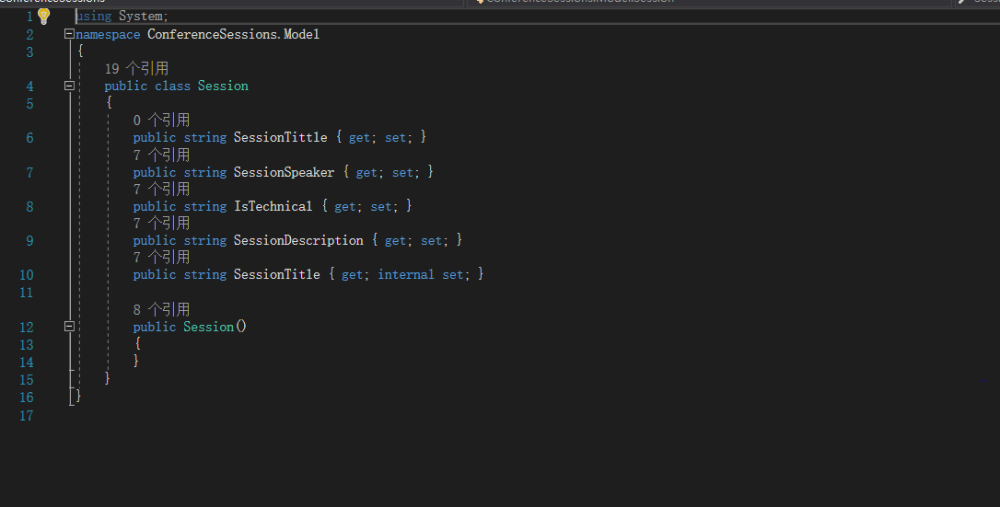 1 using System;
2 namespace ConferenceSessions.Model
3 {
19 个引用
4 public class Session
5 {
0 个引用
6 public string SessionTittle { get; set; }
7 个引用
7 public string SessionSpeaker { get; set; }
7 个引用
8 public string IsTechnical { get; set; }
7 个引用
9 public string SessionDescription { get; set; }
7 个引用
10 public string SessionTitle { get; internal set; }
11
8 个引用
12 public Session()
13 {
14 }
15 }
16 }
17